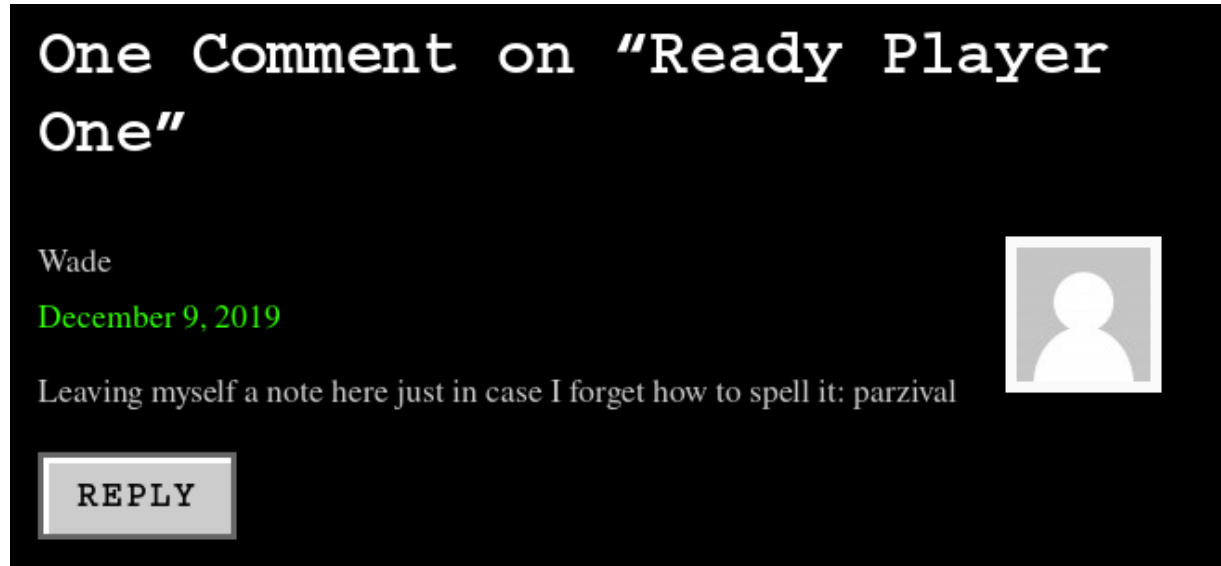 One Comment on “Ready Player
One”
Wade
December 9, 2019
Leaving myself a note here just in case I forget how to spell it: parzival
REPLY